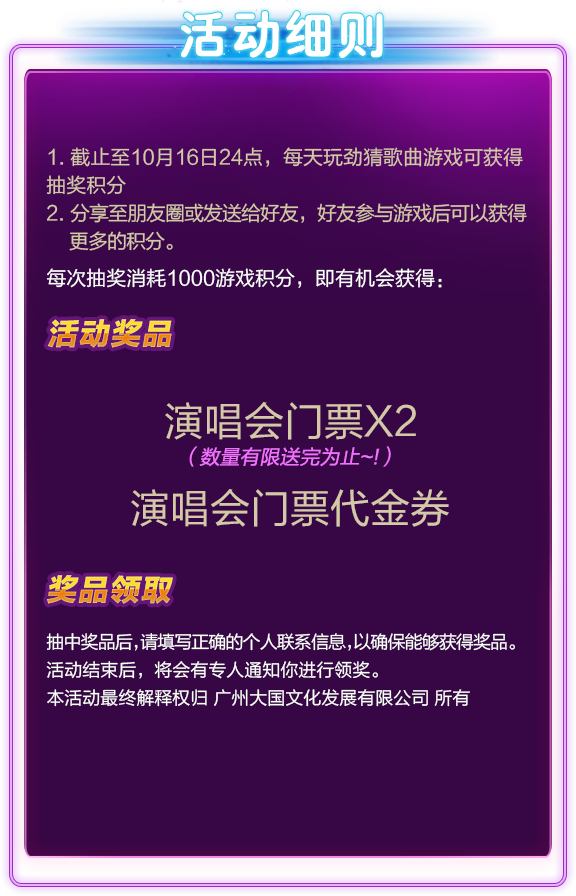 活动细则
1. 截止至10月16日24点，每天玩劲猜歌曲游戏可获得
抽奖积分
2. 分享至朋友圈或发送给好友，好友参与游戏后可以获得
更多的积分。
每次抽奖消耗1000游戏积分，即有机会获得：
活动奖品
演唱会门票X2
（数量有限送完为止~!）
演唱会门票代金券
奖品领取
抽中奖品后,请填写正确的个人联系信息,以确保能够获得奖品。
活动结束后，将会有专人通知你进行领奖。
本活动最终解释权归 广州大国文化发展有限公司 所有